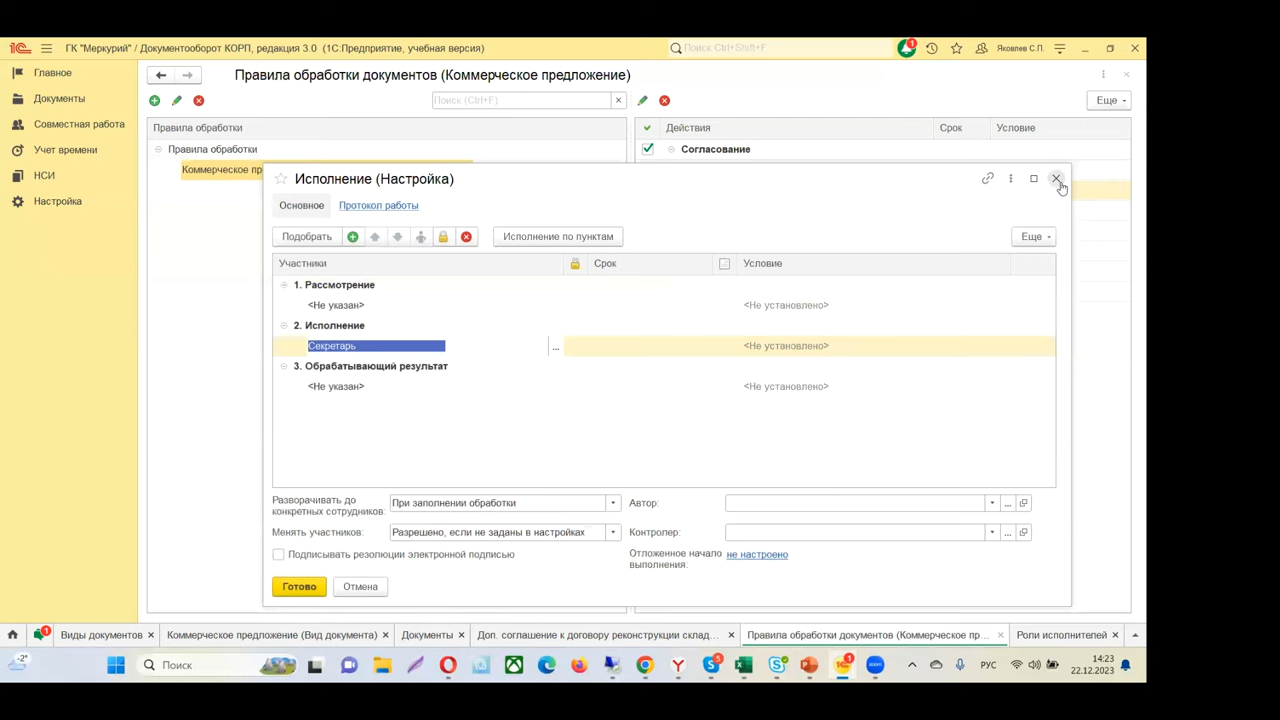 ГК "Меркурий" / Документооборот КОРП, редакция 3.0 (1С:Предприятие, учебная версия)
Поиск Ctrl+Shift+F
1
Яковлев С.П.
Главное
Документы
Совместная работа
Учет времени
НСИ
Настройка
Правила обработки документов (Коммерческое предложение)
Поиск (Ctrl+F)
Еще
Правила обработки
Действия
Срок
Условие
Правила обработки
Согласование
Коммерческое пр
Исполнение (Настройка)
Основное
Протокол работы
Подобрать
Исполнение по пунктам
Еще
Участники
Срок
Условие
1. Рассмотрение
<Не указан>
<Не установлено>
2. Исполнение
Секретарь
...
<Не установлено>
3. Обрабатывающий результат
<Не указан>
<Не установлено>
Разворачивать до
конкретных сотрудников:
При заполнении обработки
Автор:
...
Менять участников:
Разрешено, если не заданы в настройках
Контролер:
...
Подписывать резолюции электронной подписью
Отложенное начало
выполнения:
не настроено
Готово
Отмена
1
Виды документов
Коммерческое предложение (Вид документа)
Документы
Доп. соглашение к договору реконструкции склад...
Правила обработки документов (Коммерческое пр...
Роли исполнителей
-2°
Поиск
5
1
zoom
РУС
14:23
22.12.2023